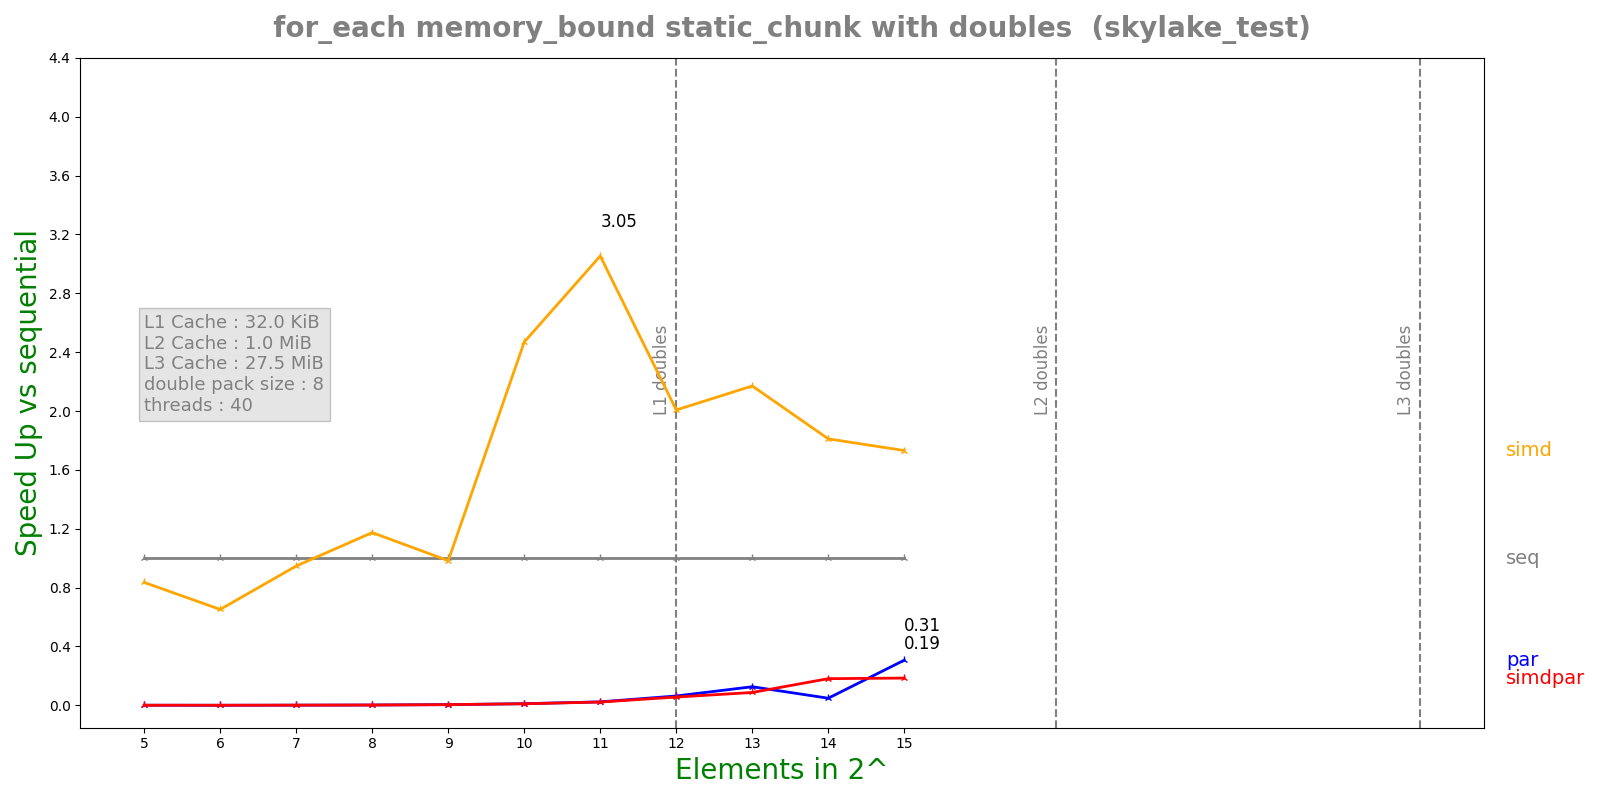 for_each memory_bound static_chunk with doubles  (skylake_test)
Speed Up vs sequential
4.4
4.0
3.6
3.2
2.8
2.4
2.0
1.6
1.2
0.8
0.4
0.0
3.05
L1 Cache : 32.0 KiB
L2 Cache : 1.0 MiB
L3 Cache : 27.5 MiB
double pack size : 8
threads : 40
L1 doubles
L2 doubles
L3 doubles
0.31
0.19
simd
seq
par
simdpar
5 6 7 8 9 10 11 12 13 14 15
Elements in 2^